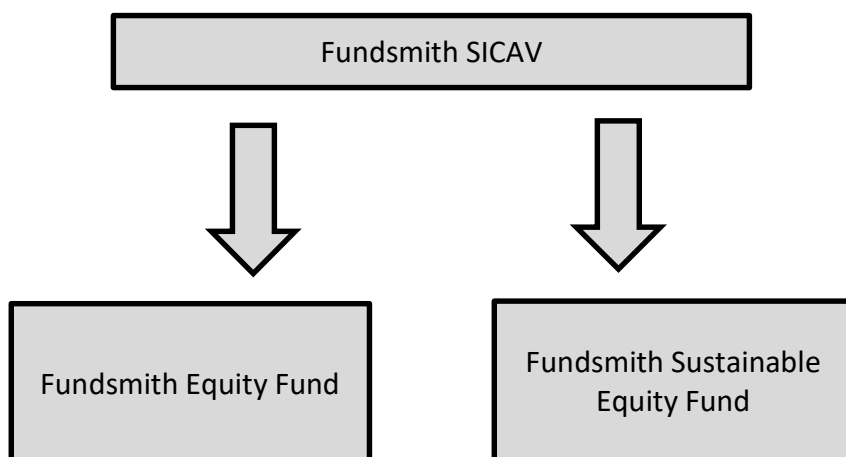 Fundsmith SICAV
Fundsmith Equity Fund
Fundsmith Sustainable
Equity Fund